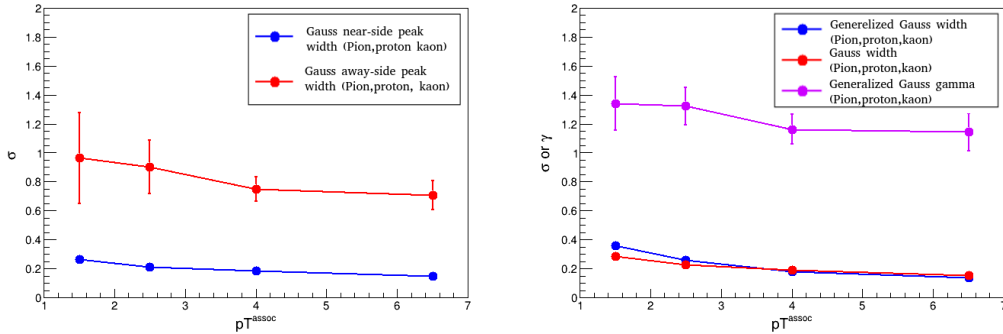 2
1.8
1.6
1.4
1.2
1
0.8
0.6
0.4
0.2
0
σ
Gauss near-side peak
width (Pion,proton kaon)
Gauss away-side peak
width (Pion,proton, kaon)
1 2 3 4 5 6 7
pT^assoc
2
1.8
1.6
1.4
1.2
1
0.8
0.6
0.4
0.2
0
σ or γ
Generelized Gauss width
(Pion,proton,kaon)
Gauss width
(Pion,proton,kaon)
Generelized Gauss gamma
(Pion,proton,kaon)
1 2 3 4 5 6 7
pT^assoc